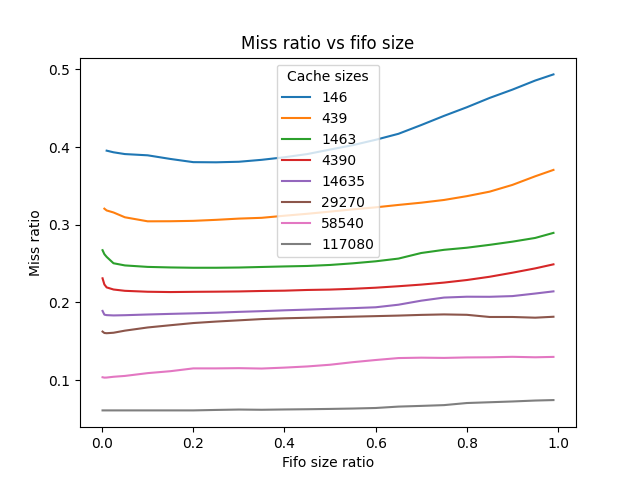 Miss ratio vs fifo size
Cache sizes
146
439
1463
4390
14635
29270
58540
117080
Miss ratio
0.5
0.4
0.3
0.2
0.1
0.0 0.2 0.4 0.6 0.8 1.0
Fifo size ratio